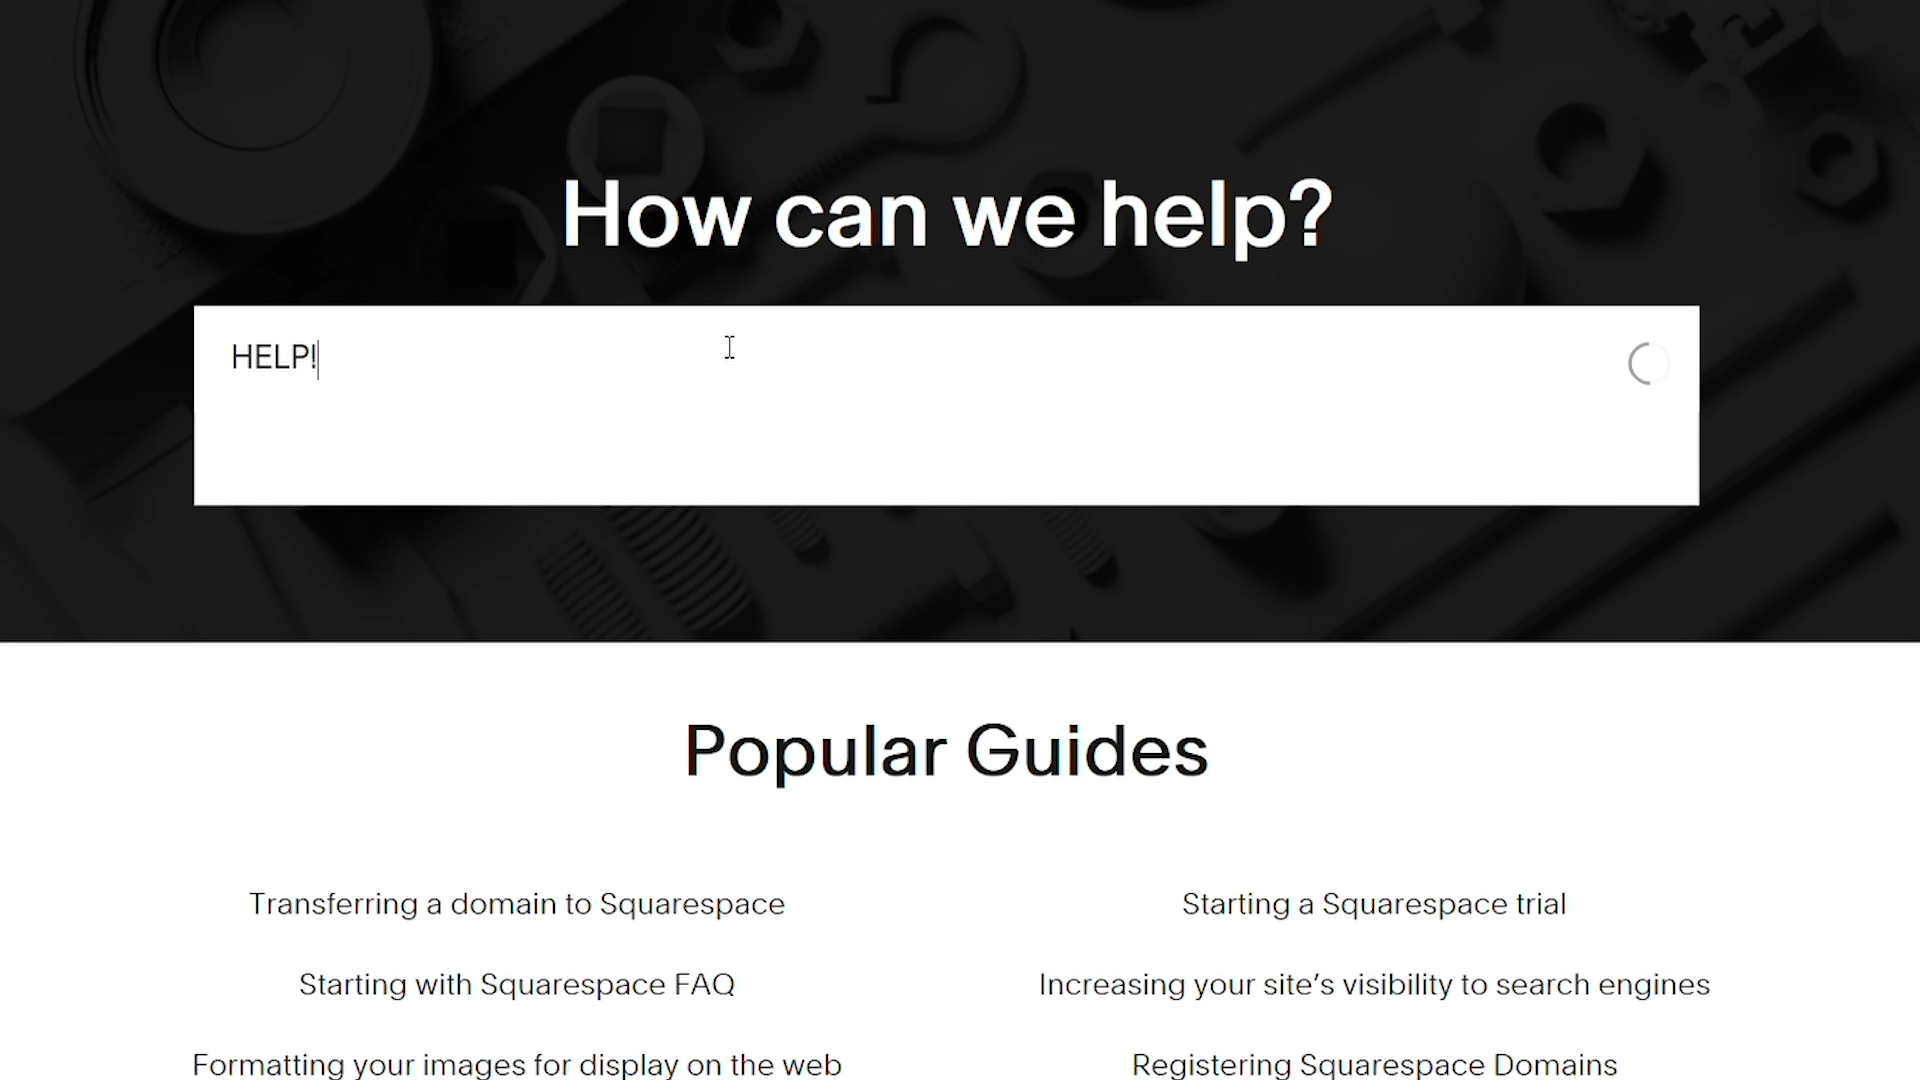 How can we help?
HELP!
Popular Guides
Transferring a domain to Squarespace
Starting a Squarespace trial
Starting with Squarespace FAQ
Increasing your site’s visibility to search engines
Formatting your images for display on the web
Registering Squarespace Domains